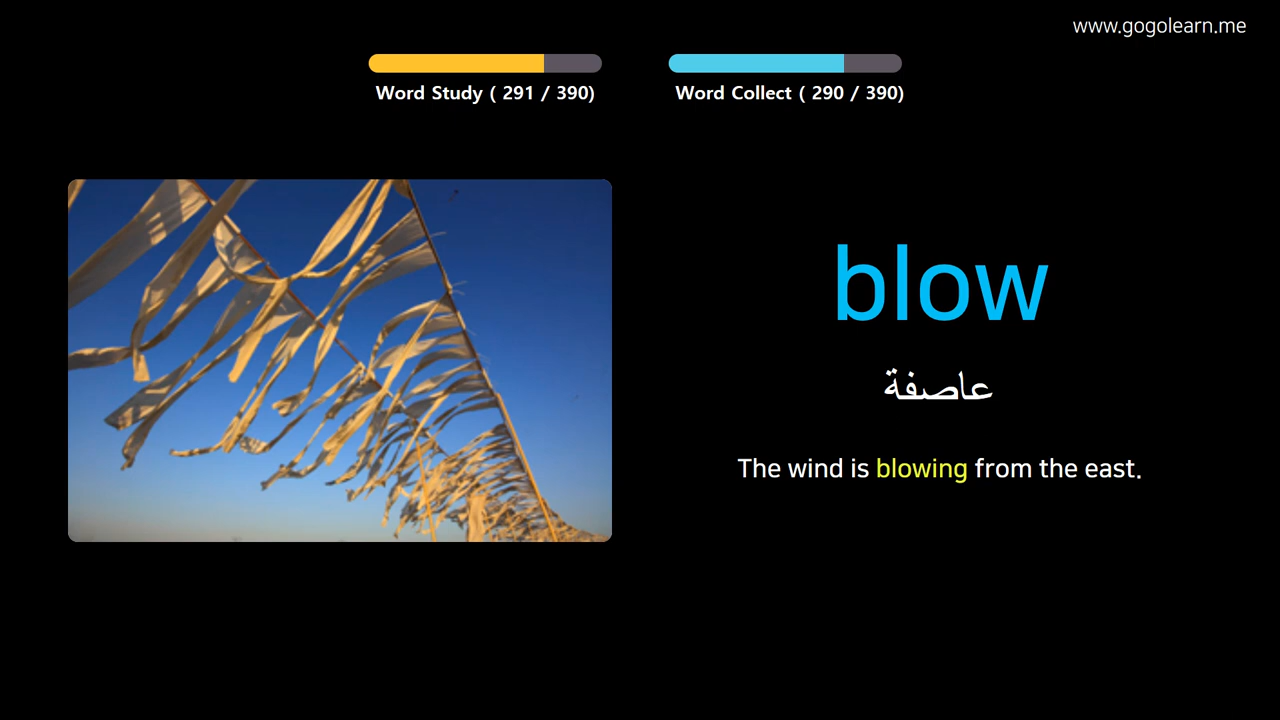 www.gogolearn.me
Word Study ( 291 / 390)
Word Collect ( 290 / 390)
blow
عاصفة
The wind is blowing from the east.